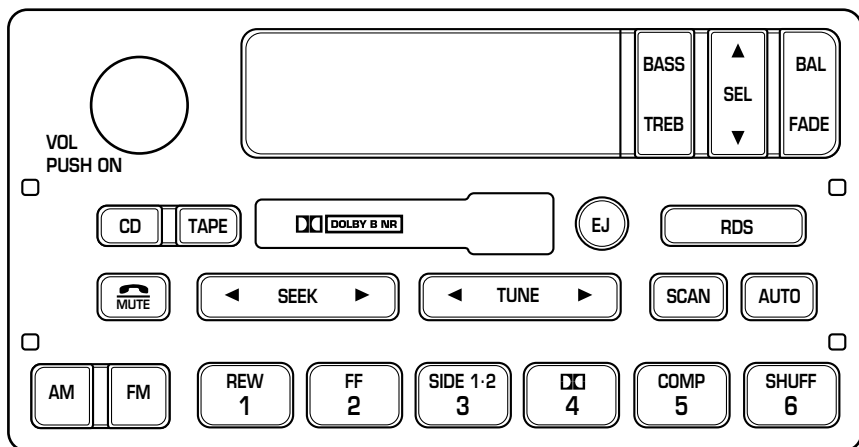 BASS
TREB
▲
SEL
▼
BAL
FADE
VOL
PUSH ON
CD
TAPE
DOLBY B NR
EJ
RDS
MUTE
◄ SEEK ►
◄ TUNE ►
SCAN
AUTO
AM
FM
REW
1
FF
2
SIDE 1·2
3
4
COMP
5
SHUFF
6